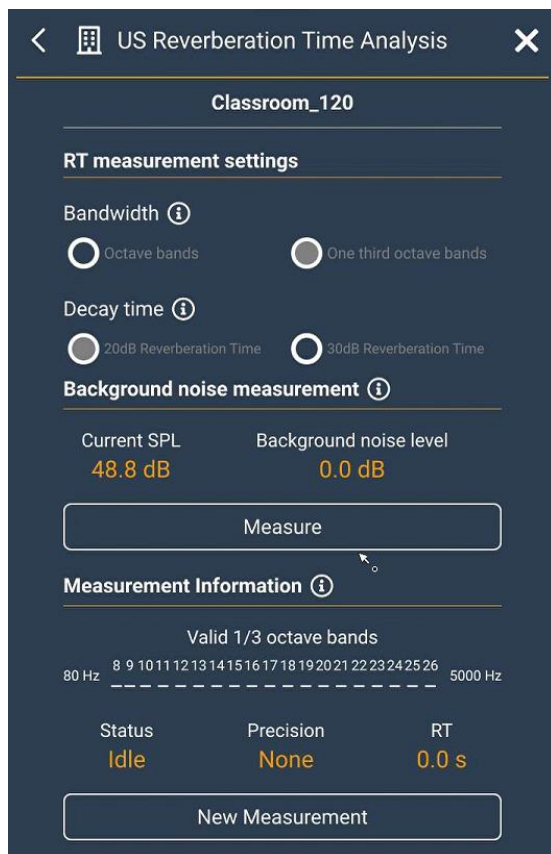 US Reverberation Time Analysis
Classroom_120
RT measurement settings
Bandwidth
Octave bands One third octave bands
Decay time
20dB Reverberation Time 30dB Reverberation Time
Background noise measurement
Current SPL Background noise level
48.8 dB 0.0 dB
Measure
Measurement Information
Valid 1/3 octave bands
80 Hz 8 9 10 11 12 13 14 15 16 17 18 19 20 21 22 23 24 25 26 5000 Hz
Status Precision RT
Idle None 0.0 s
New Measurement